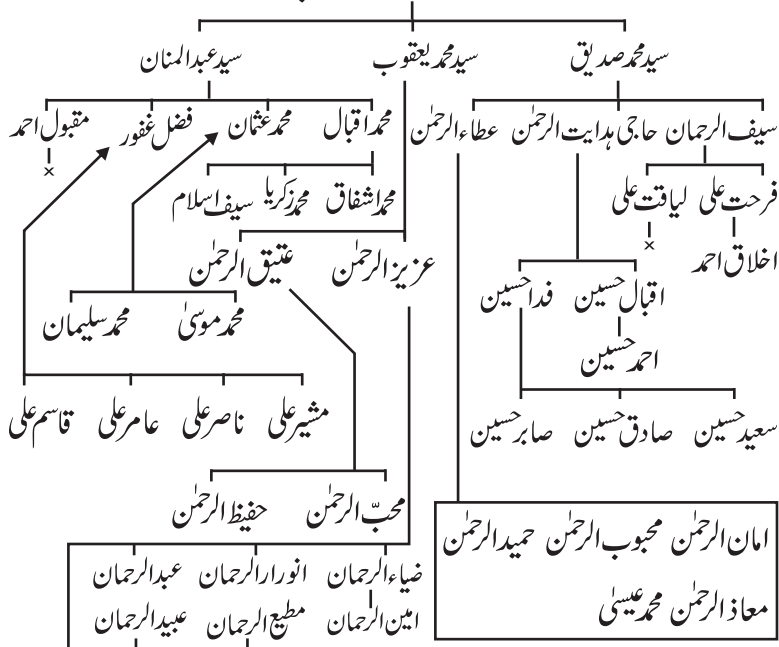 سید محمد صدیق سید محمد یعقوب سید عبدالمنان
سیف الرحمان حاجی ہدایت الرحمٰن عطاء الرحمٰن محمد اقبال محمد عثمان فضل غفور مقبول احمد
×
فرحت علی لیاقت علی محمد اشفاق محمد زکریا سیف اسلام
×
اخلاق احمد عزیز الرحمٰن عتیق الرحمٰن
اقبال حسین فدا حسین محمد موسیٰ محمد سلیمان
احمد حسین
سعید حسین صادق حسین صابر حسین مشیر علی ناصر علی عامر علی قاسم علی
محبّ الرحمٰن حفیظ الرحمٰن
امان الرحمٰن محبوب الرحمٰن حمید الرحمٰن
ضیاء الرحمان انورار الرحمان عبدالرحمان
معاذ الرحمٰن محمد عیسیٰ
امین الرحمان مطیع الرحمان عبید الرحمان